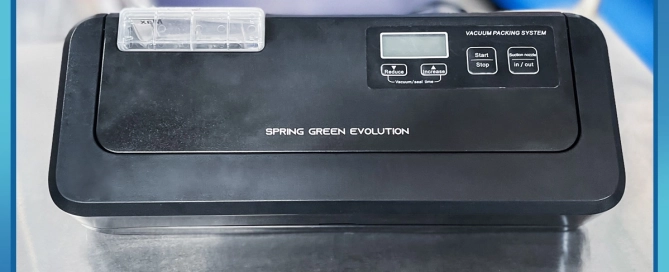 VACUUM PACKING SYSTEM
Start
Stop
Suction nozzle
in / out
Reduce
Increase
Vacuum/seal time
SPRING GREEN EVOLUTION